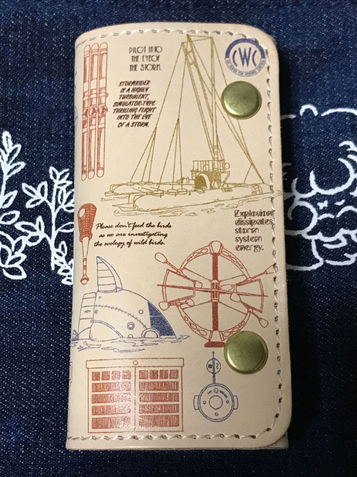 PILOT INTO
THE EYE OF
THE STORM.
STORMRIDER
IS A HIGHLY
TURBULENT,
SIMULATOR-TYPE
THRILLING FLIGHT
INTO THE EYE
OF A STORM.
CWC
Explosion
dissipates
storm
system
energy.
Please don't feed the birds
as we are investigating
the ecology of wild birds.